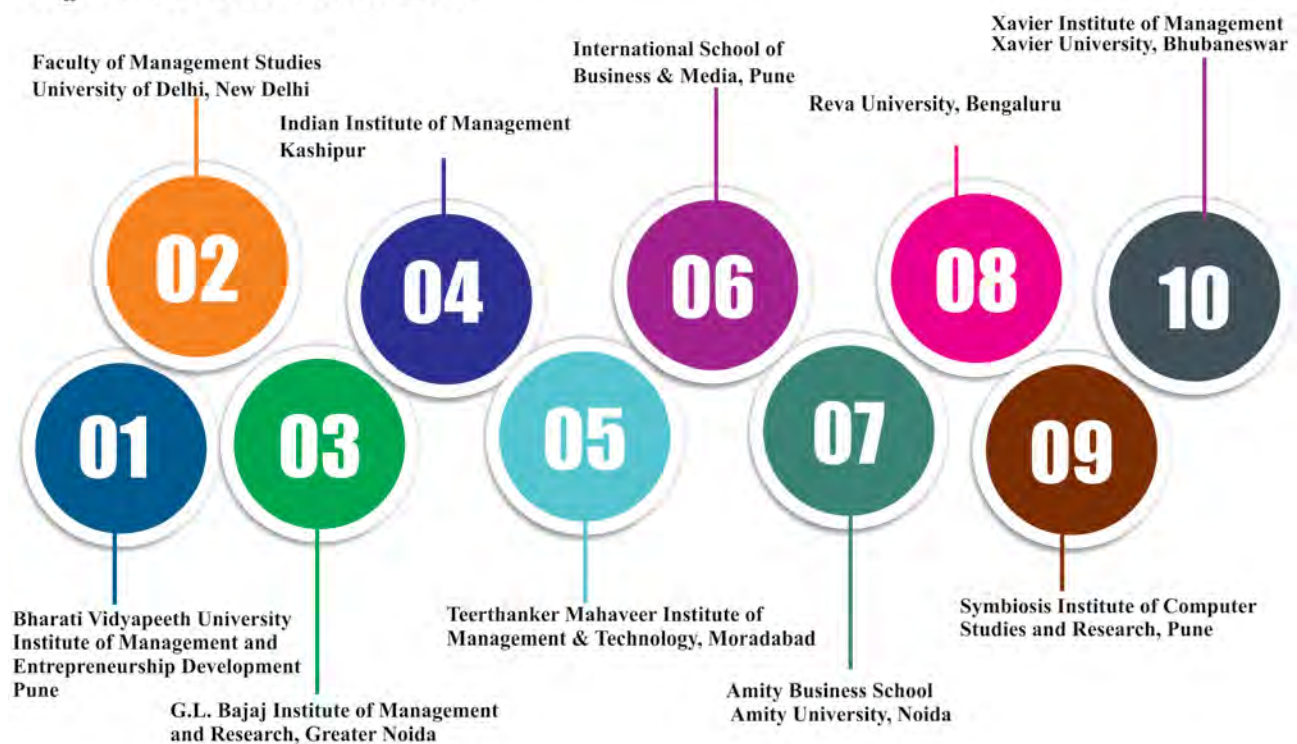 Xavier Institute of Management
Xavier University, Bhubaneswar
International School of
Business & Media, Pune
Faculty of Management Studies
University of Delhi, New Delhi
Reva University, Bengaluru
Indian Institute of Management
Kashipur
02
04
06
08
10
01
03
05
07
09
Bharati Vidyapeeth University
Institute of Management and
Entrepreneurship Development
Pune
Teerthanker Mahaveer Institute of
Management & Technology, Moradabad
Symbiosis Institute of Computer
Studies and Research, Pune
Amity Business School
Amity University, Noida
G.L. Bajaj Institute of Management
and Research, Greater Noida